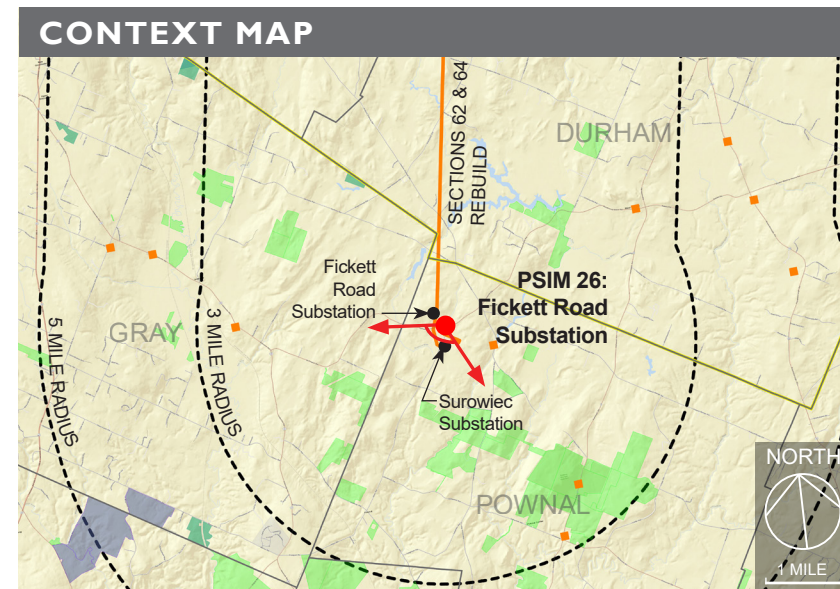 CONTEXT MAP
SECTIONS 62 & 64
REBUILD
DURHAM
Fickett
Road
Substation
PSIM 26:
Fickett Road
Substation
GRAY
5 MILE RADIUS
3 MILE RADIUS
Surowiec
Substation
POWNAL
NORTH
1 MILE